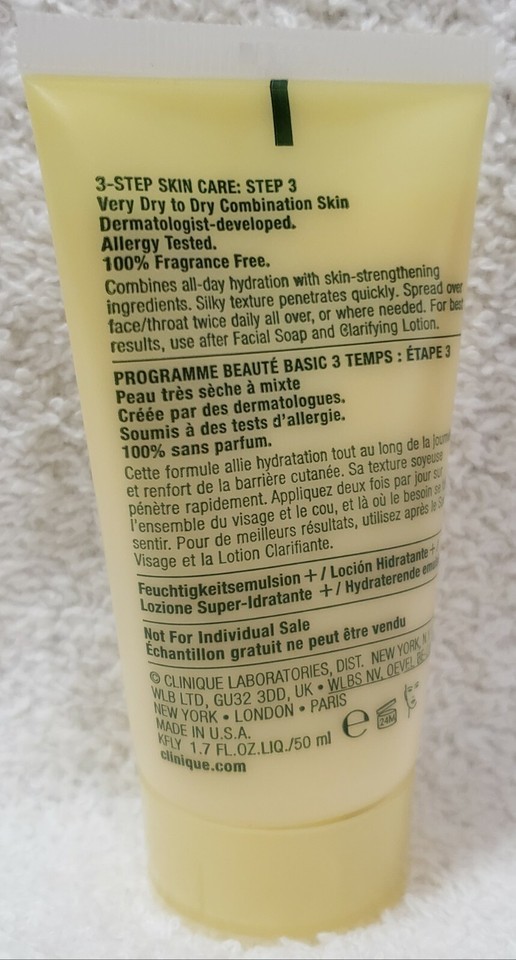 3-STEP SKIN CARE: STEP 3
Very Dry to Dry Combination Skin
Dermatologist-developed.
Allergy Tested.
100% Fragrance Free.
Combines all-day hydration with skin-strengthening
ingredients. Silky texture penetrates quickly. Spread over
face/throat twice daily all over, or where needed. For best
results, use after Facial Soap and Clarifying Lotion.
PROGRAMME BEAUTÉ BASIC 3 TEMPS : ÉTAPE 3
Peau très sèche à mixte
Créée par des dermatologues.
Soumis à des tests d'allergie.
100% sans parfum.
Cette formule allie hydratation tout au long de la
et renfort de la barrière cutanée. Sa texture soyeuse
pénètre rapidement. Appliquez deux fois par jour sur
l'ensemble du visage et le cou, et là où le besoin se
sentir. Pour de meilleurs résultats, utilisez après le
Visage et la Lotion Clarifiante.
Feuchtigkeitsemulsion + / Loción Hidratante +
Lozione Super-Idratante + / Hydraterende
Not For Individual Sale
Échantillon gratuit ne peut être vendu
© CLINIQUE LABORATORIES, DIST. NEW YORK,
WLB LTD, GU32 3DD, UK • WLBS NV, OEVEL
NEW YORK • LONDON • PARIS
MADE IN U.S.A.
KFLY 1.7 FL.OZ.LIQ./50 ml e 24M
clinique.com